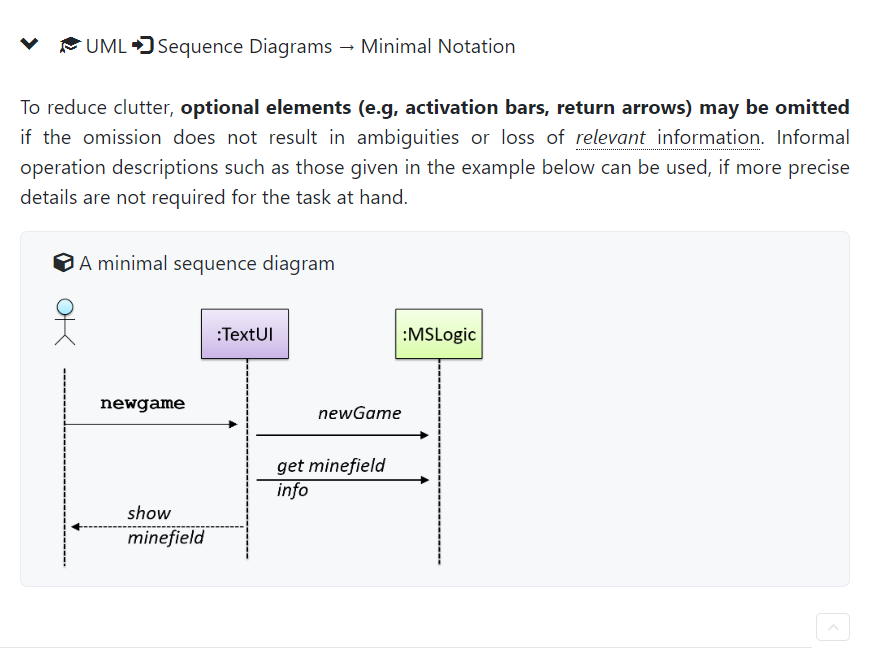 UML Sequence Diagrams → Minimal Notation
To reduce clutter, optional elements (e.g, activation bars, return arrows) may be omitted
if the omission does not result in ambiguities or loss of relevant information. Informal
operation descriptions such as those given in the example below can be used, if more precise
details are not required for the task at hand.
A minimal sequence diagram
:TextUI
:MSLogic
newgame
newGame
get minefield
info
show
minefield